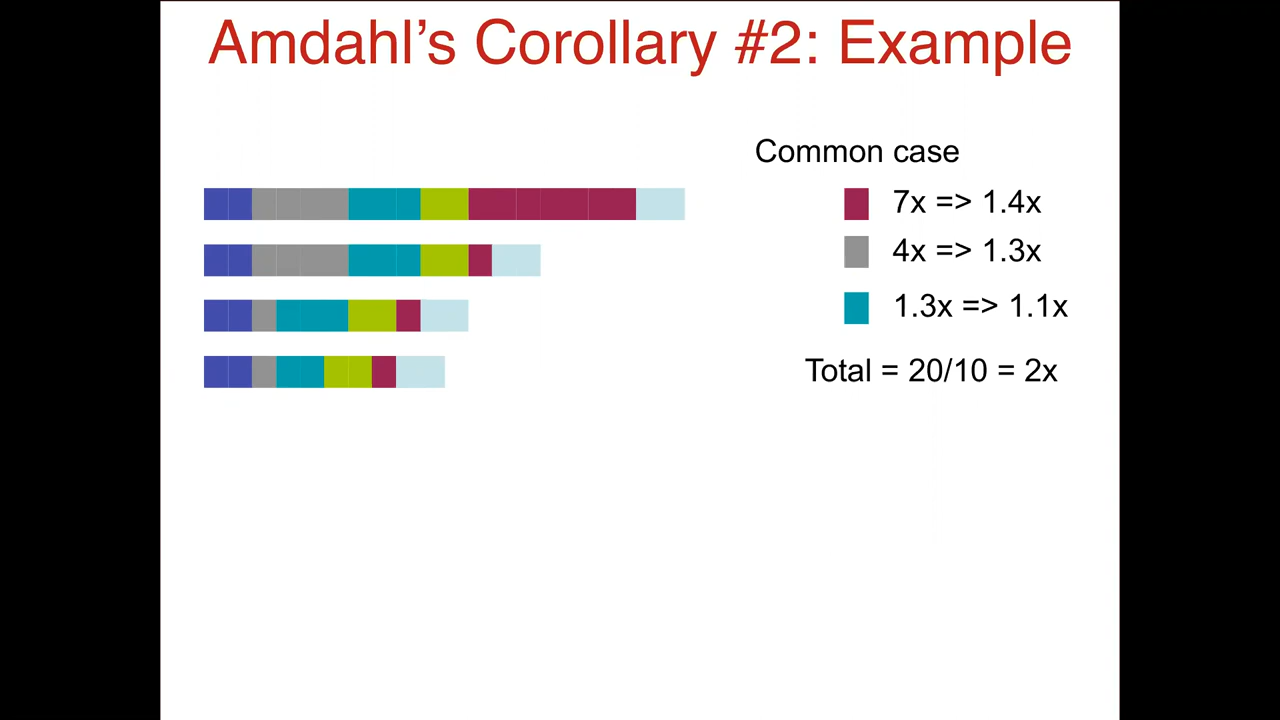 Amdahl's Corollary #2: Example
Common case
7x => 1.4x
4x => 1.3x
1.3x => 1.1x
Total = 20/10 = 2x